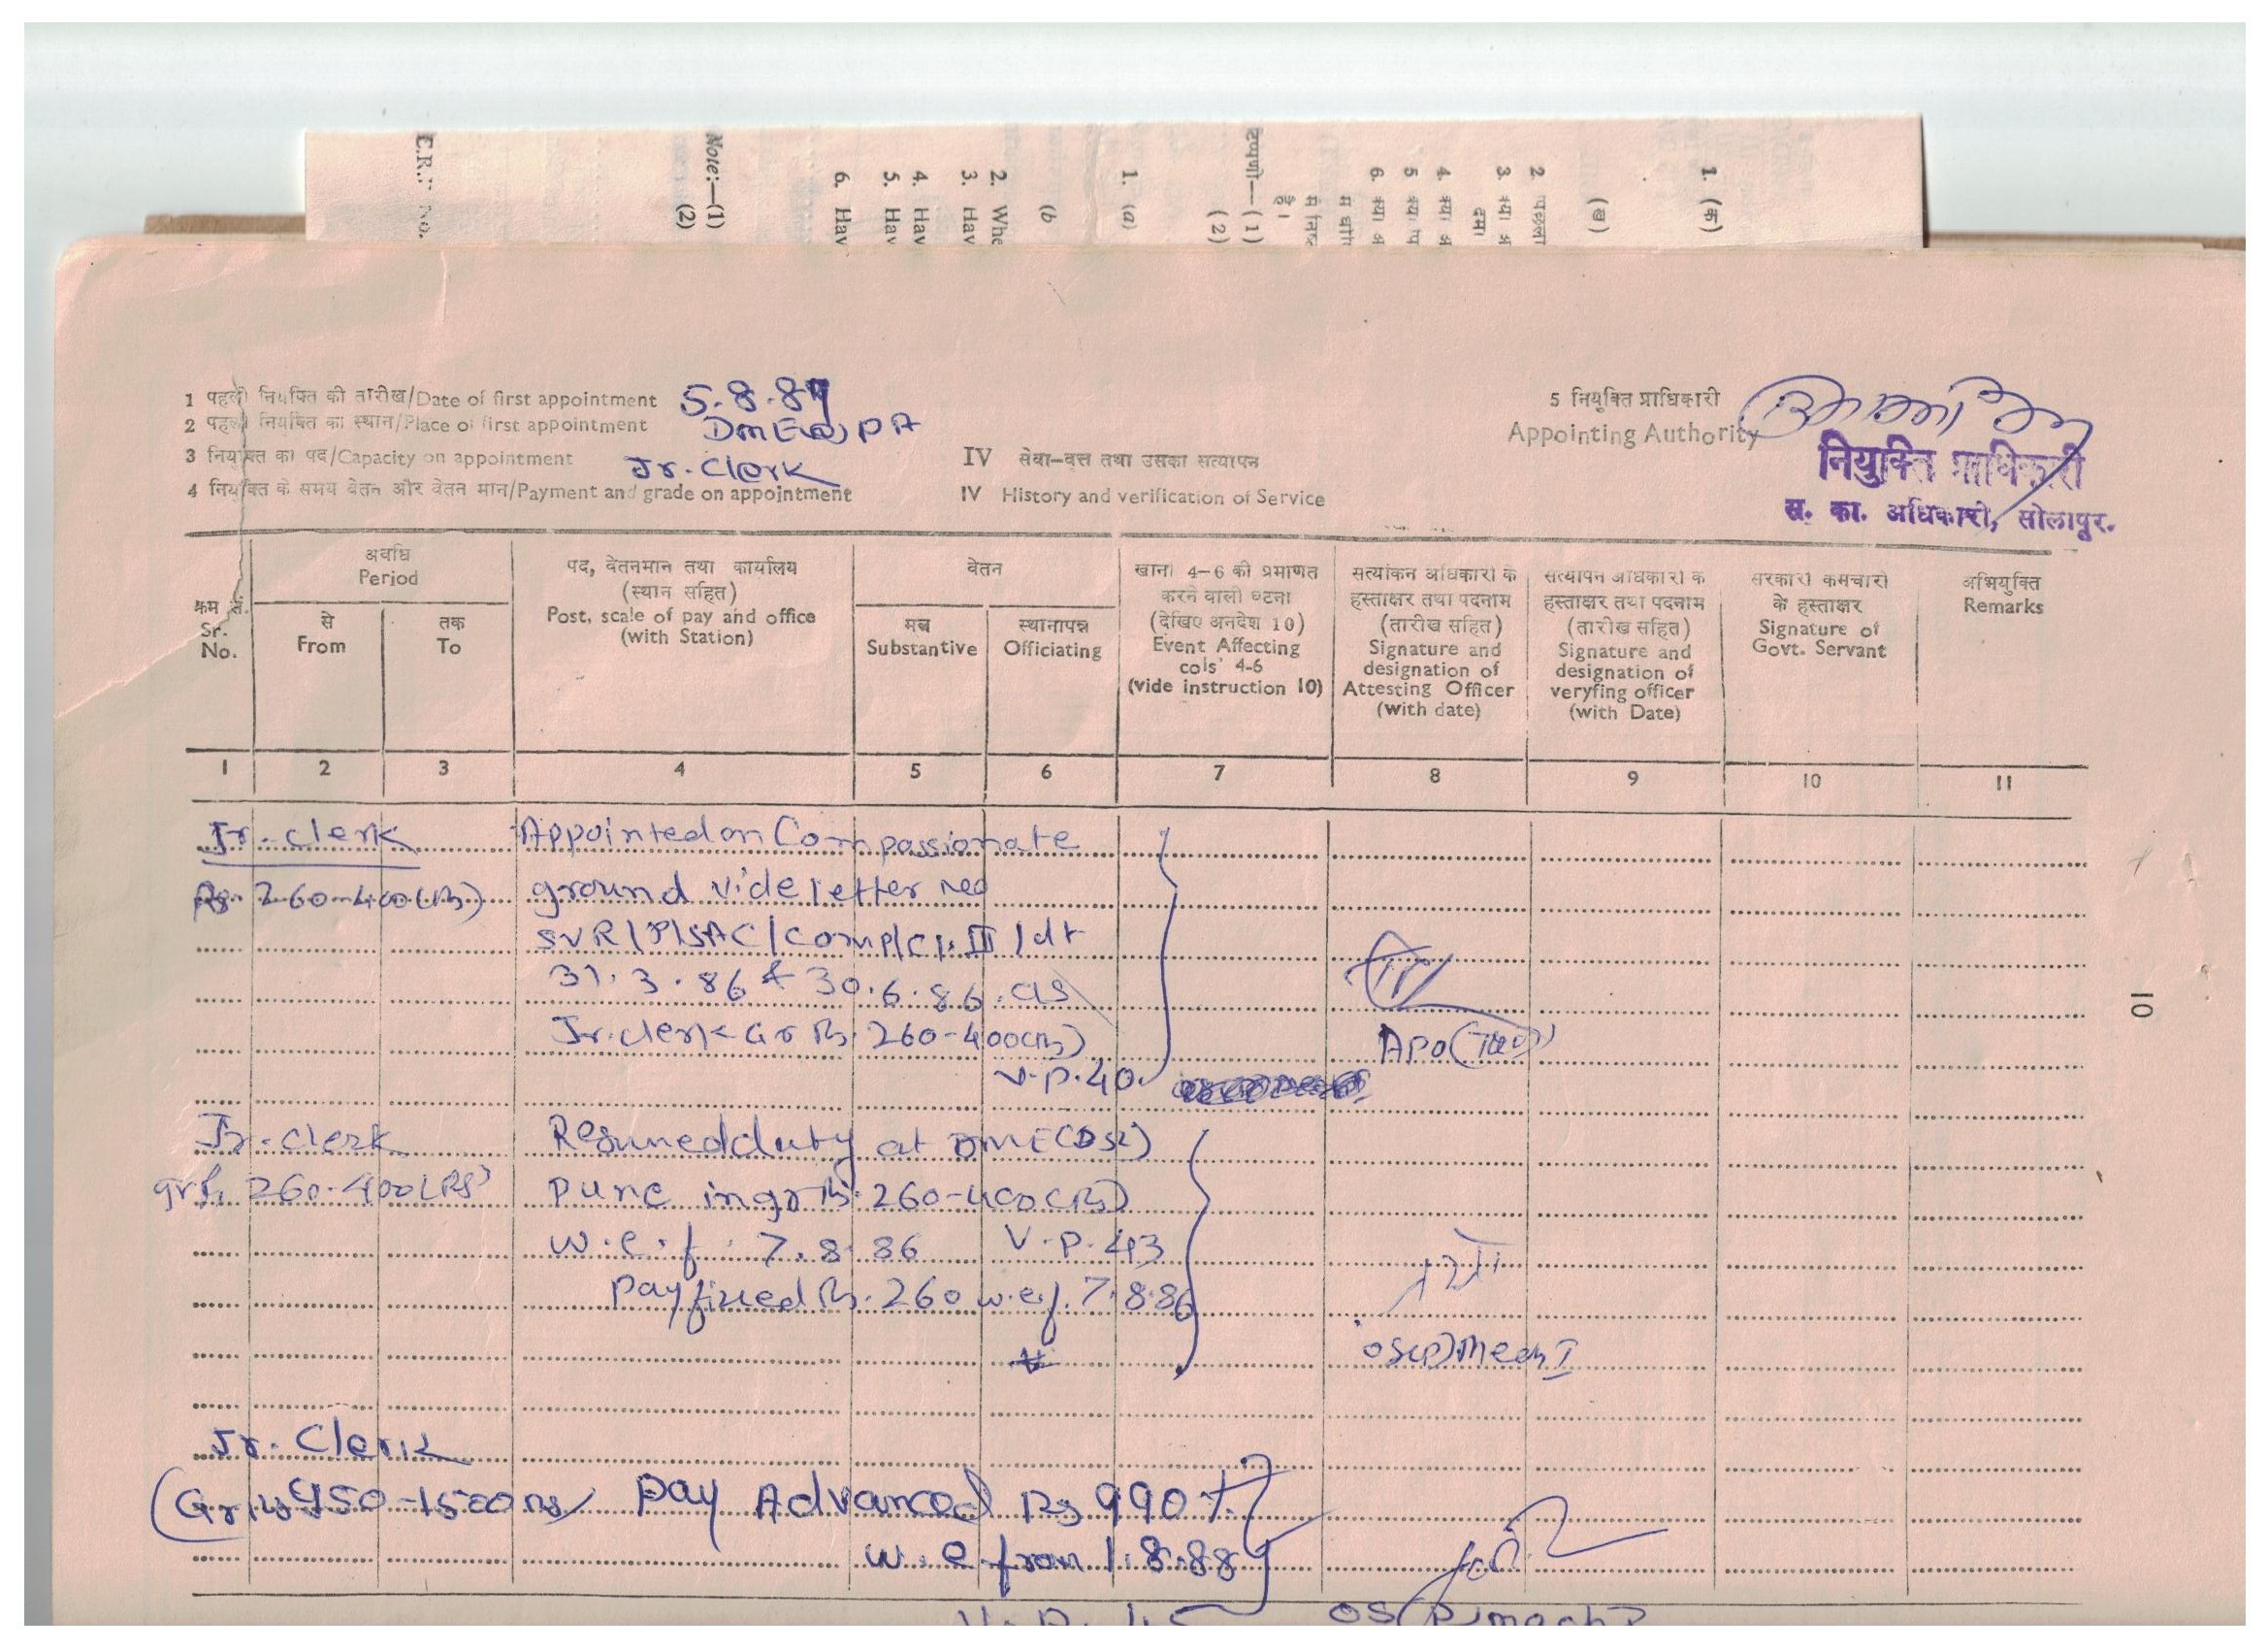 C.R.F. No.
Note:—(1)
(2)
6. Hav
5. Hav
4. Hav
3. Hav
2. Whe
(b
1. (a)
(2)
टिप्पणी—(1)
6. क्या अ
5
4. क्या अ
3. क्या अ
2
(ख)
1. (क)
1 पहली नियुक्ति की तारीख/Date of first appointment 5.8.87
2 पहली नियुक्ति का स्थान/Place of first appointment PA
3 नियुक्त का पद/Capacity on appointment Jr. Clerk
4 नियुक्ति के समय वेतन और वेतन मान/Payment and grade on appointment
5 नियुक्ति प्राधिकारी
Appointing Authority
नियुक्ति प्राधिकारी
स. का. अधिकारी, सोलापूर.
IV सेवा-वृत्त तथा उसका सत्यापन
IV History and verification of Service
क्रम सं. Sr. No.
अवधि Period
से From
तक To
पद, वेतनमान तथा कार्यालय (स्थान सहित) Post, scale of pay and office (with Station)
वेतन
मूल Substantive
स्थानापन्न Officiating
खाना 4-6 की प्रमाणत करने वाली घटना (देखिए अनदेश 10) Event Affecting cols' 4-6 (vide instruction 10)
सत्यांकन अधिकारी के हस्ताक्षर तथा पदनाम (तारीख सहित) Signature and designation of Attesting Officer (with date)
सत्यापन अधिकारी के हस्ताक्षर तथा पदनाम (तारीख सहित) Signature and designation of veryfing officer (with Date)
सरकारी कर्मचारी के हस्ताक्षर Signature of Govt. Servant
अभियुक्ति Remarks
1 2 3 4 5 6 7 8 9 10 11
Jr. clerk Appointed on Compassionate
Rs 260-400(Rs) ground vide letter no
SUR/P/SAC/Comp/Cl.III/dt
31.3.86 & 30.6.86 as
Jr. clerk Gr Rs. 260-400(Rs)
V.P.40
APO
Jr. clerk Resumed duty at DME(DSL)
gr Rs 260-400(RS) Pune in gr Rs. 260-400(Rs)
w.e.f. 7.8.86 V.P.43
Pay fixed Rs. 260 w.e.f. 7.8.86
OS(P) Mech I
Jr. Clerk
(Gr Rs 950-1500 Rs) Pay Advanced Rs 990
w.e from 1.8.88
V.P. 45 OS(P) mech I
10